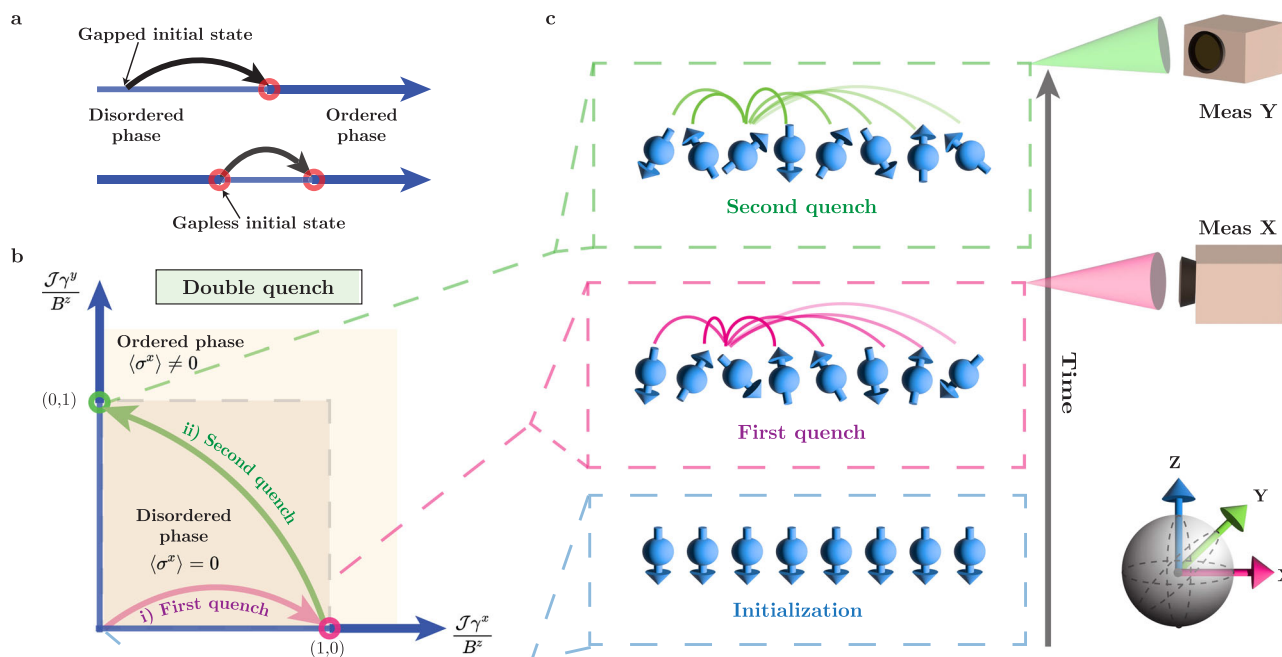 a
Gapped initial state
Disordered
phase
Ordered
phase
Gapless initial state
b
𝒥γ^y
B^z
Double quench
Ordered phase
⟨σ^x⟩ ≠ 0
(0,1)
ii) Second quench
Disordered
phase
⟨σ^x⟩ = 0
i) First quench
(1,0)
𝒥γ^x
B^z
c
Second quench
First quench
Initialization
Time
Meas Y
Meas X
Z
Y
X